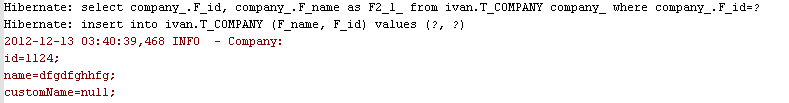 Hibernate: select company_.F_id, company_.F_name as F2_1_ from ivan.T_COMPANY company_ where company_.F_id=?
Hibernate: insert into ivan.T_COMPANY (F_name, F_id) values (?, ?)
2012-12-13 03:40:39,468 INFO  - Company:
id=1124;
name=dfgdfghhfg;
customName=null;